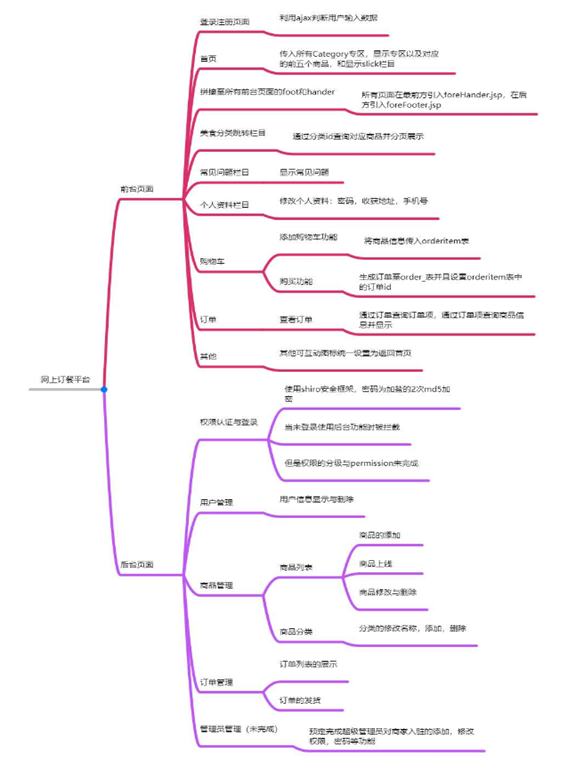 登录注册页面
利用ajax判断用户输入数据
首页
传入所有Category专区，显示专区以及对应
的前五个商品，和显示slick栏目
拼接至所有前台页面的foot和hander
所有页面在最前方引入foreHander.jsp，在后
方引入foreFooter.jsp
美食分类跳转栏目
通过分类id查询对应商品并分页展示
常见问题栏目
显示常见问题
前台页面
个人资料栏目
修改个人资料：密码，收获地址、手机号
购物车
添加购物车功能
将商品信息传入orderitem表
购买功能
生成订单至order_表并且设置orderitem表中
的订单id
订单
查看订单
通过订单查询订单项，通过订单项查询商品信
息并显示
其他
其他可互动图标统一设置为返回首页
网上订餐平台
权限认证与登录
使用shiro安全框架，密码为加盐的2次md5加
密
当未登录使用后台功能时被拦截
但是权限的分级与permission未完成
用户管理
用户信息显示与删除
后台页面
商品管理
商品列表
商品的添加
商品上线
商品修改与删除
商品分类
分类的修改名称，添加，删除
订单管理
订单列表的展示
订单的发货
管理员管理（未完成）
预定完成超级管理员对商家入驻的添加，修改
权限，密码等功能